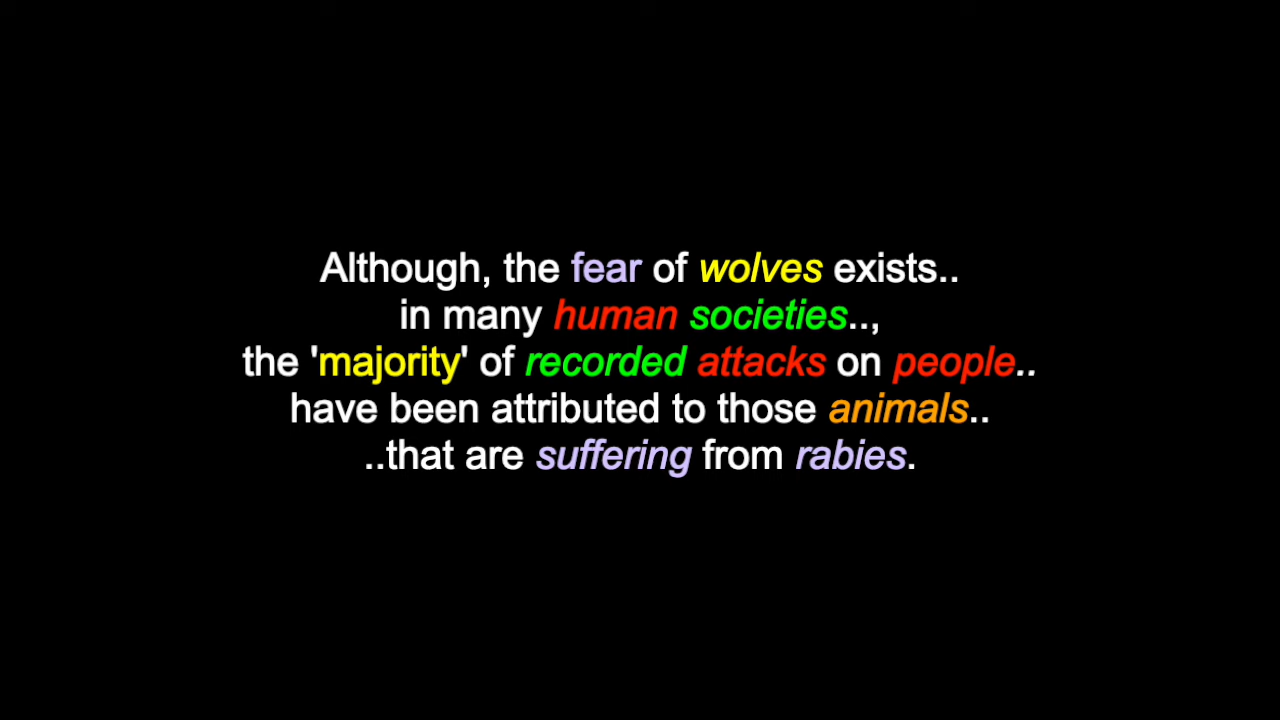 Although, the fear of wolves exists..
in many human societies..,
the 'majority' of recorded attacks on people..
have been attributed to those animals..
..that are suffering from rabies.